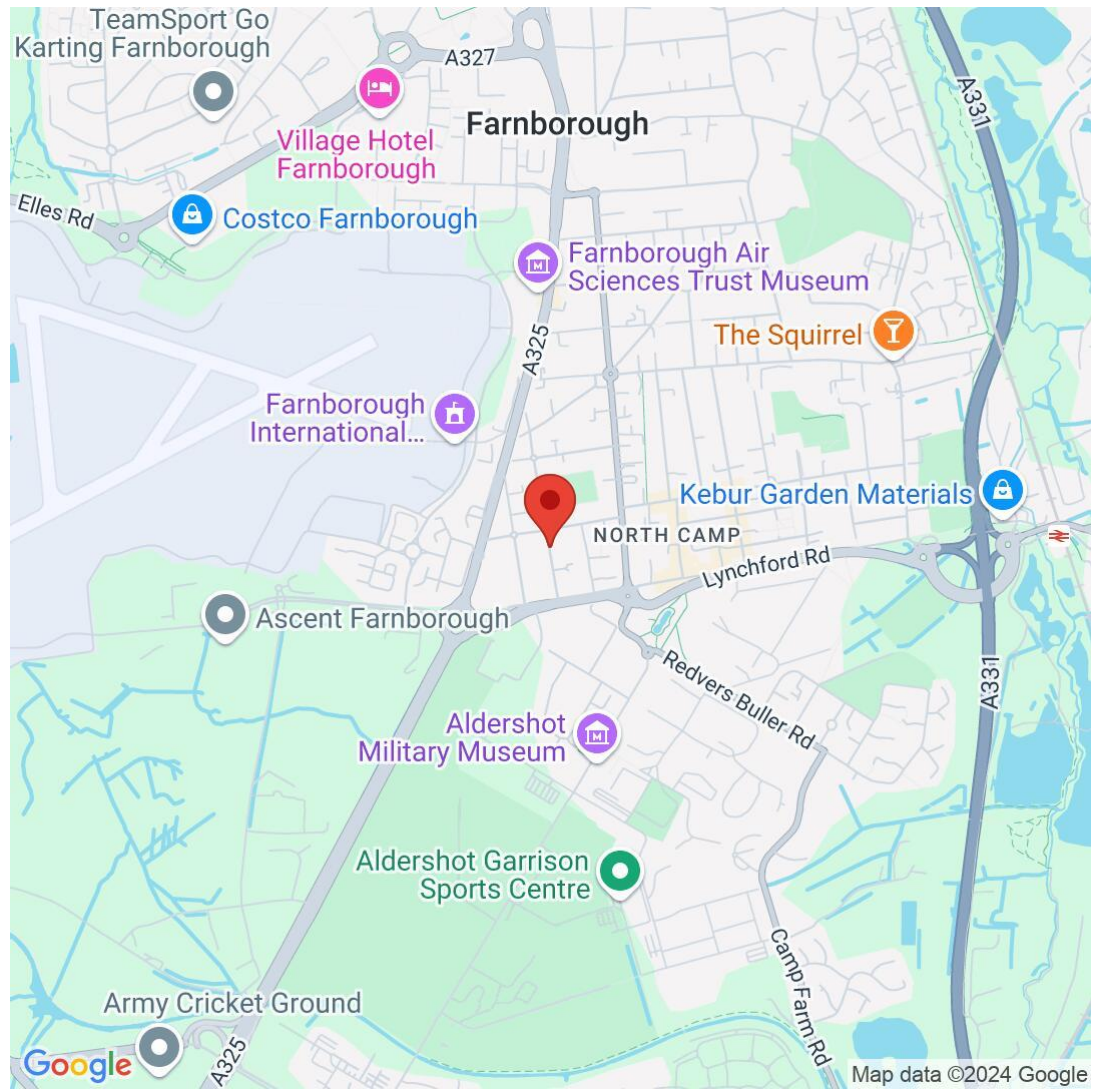 TeamSport Go
Karting Farnborough
A327
Village Hotel
Farnborough
Farnborough
A331
Elles Rd
Costco Farnborough
Farnborough Air
Sciences Trust Museum
The Squirrel
A325
Farnborough
International...
Kebur Garden Materials
NORTH CAMP
Lynchford Rd
Ascent Farnborough
Redvers Buller Rd
A331
Aldershot
Military Museum
Aldershot Garrison
Sports Centre
Camp Farm Rd
Army Cricket Ground
A325
Google
Map data ©2024 Google